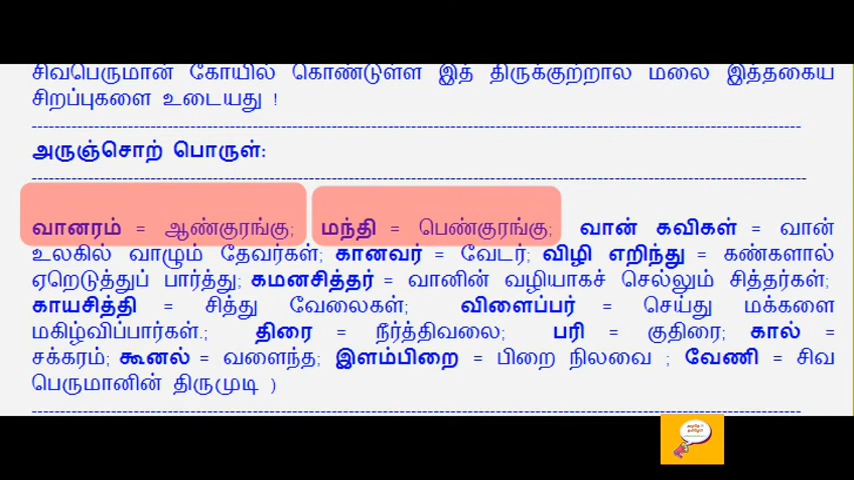 சிவபெருமான் கோயில் கொண்டுள்ள இத் திருக்குற்றால மலை இத்தகைய
சிறப்புகளை உடையது !
அருஞ்சொற் பொருள்:
வானரம் = ஆண்குரங்கு; மந்தி = பெண்குரங்கு; வான் கவிகள் = வான்
உலகில் வாழும் தேவர்கள்; கானவர் = வேடர்; விழி எறிந்து = கண்களால்
ஏறெடுத்துப் பார்த்து; கமனசித்தர் = வானின் வழியாகச் செல்லும் சித்தர்கள்;
காயசித்தி = சித்து வேலைகள்; விளைப்பர் = செய்து மக்களை
மகிழ்விப்பார்கள்.; திரை = நீர்த்திவலை; பரி = குதிரை; கால் =
சக்கரம்; கூனல் = வளைந்த; இளம்பிறை = பிறை நிலவை ; வேணி = சிவ
பெருமானின் திருமுடி )